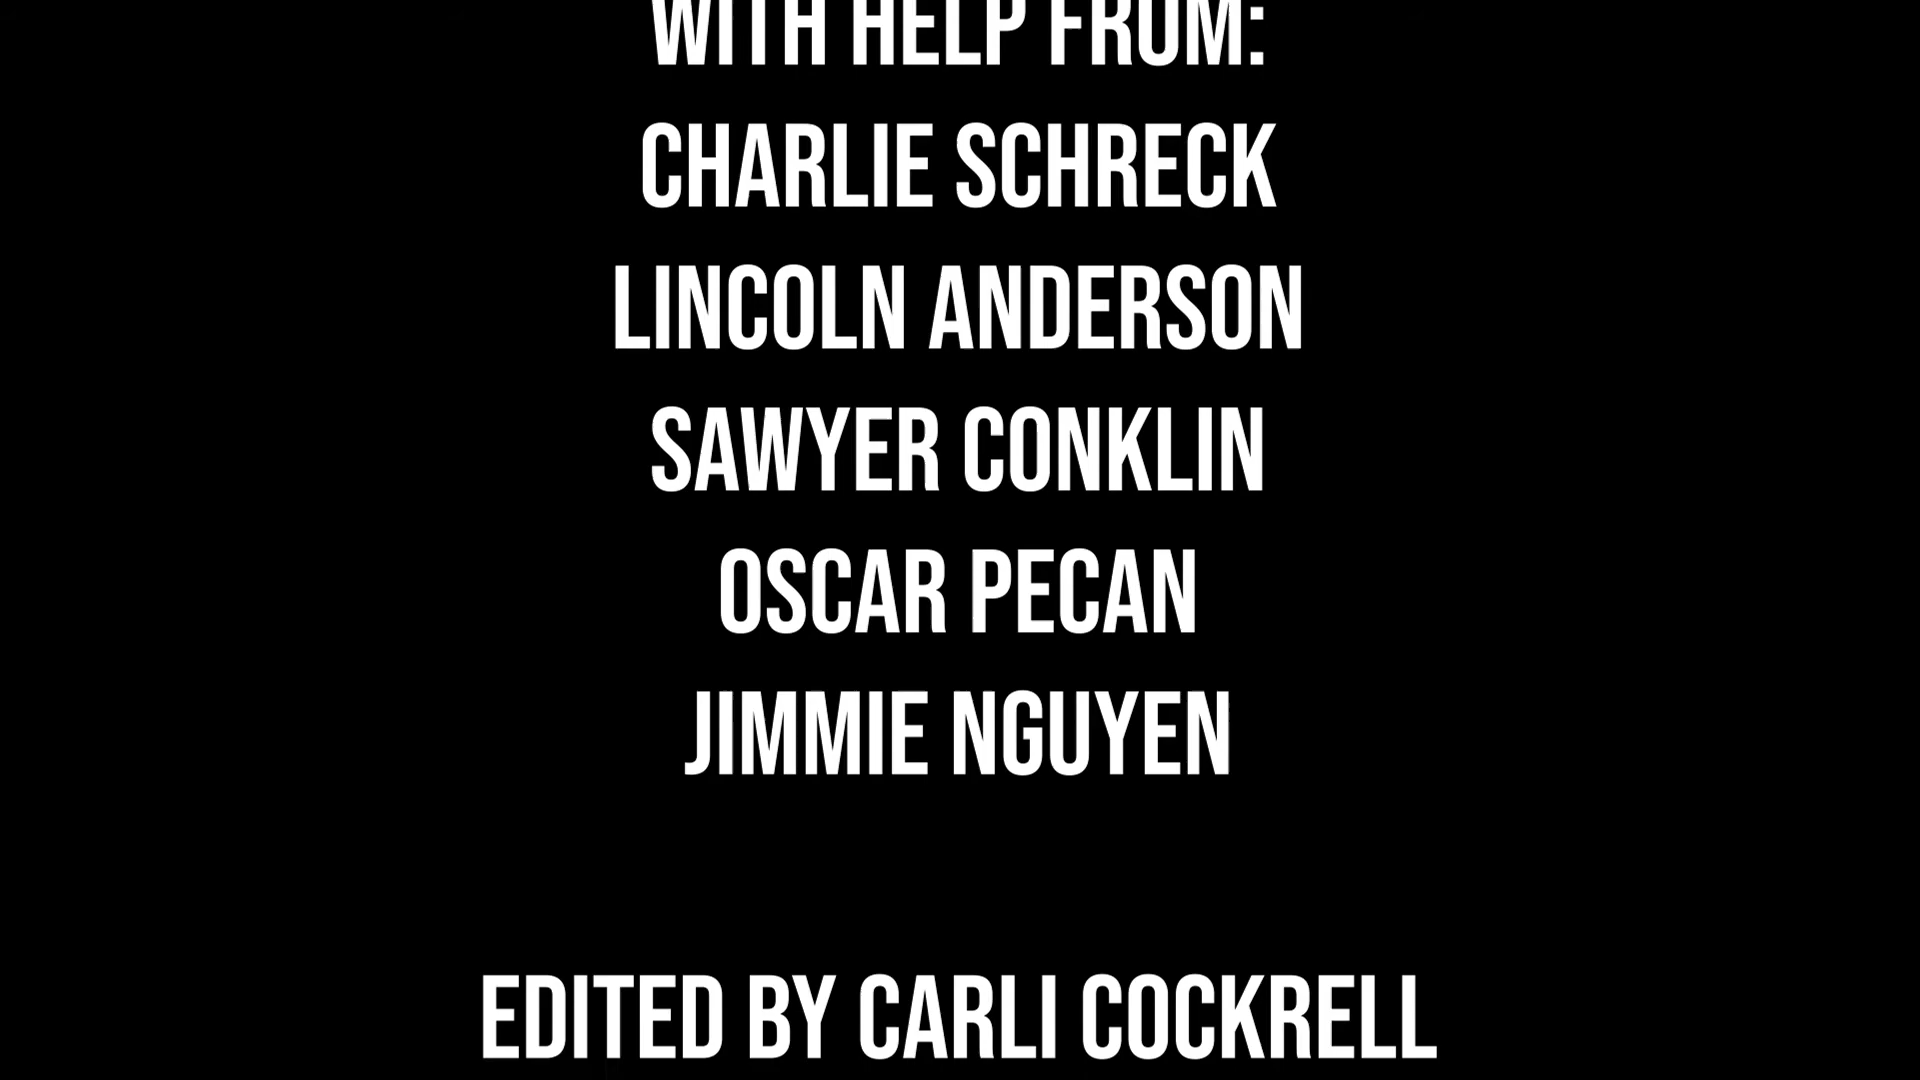 WITH HELP FROM:
CHARLIE SCHRECK
LINCOLN ANDERSON
SAWYER CONKLIN
OSCAR PECAN
JIMMIE NGUYEN
EDITED BY CARLI COCKRELL